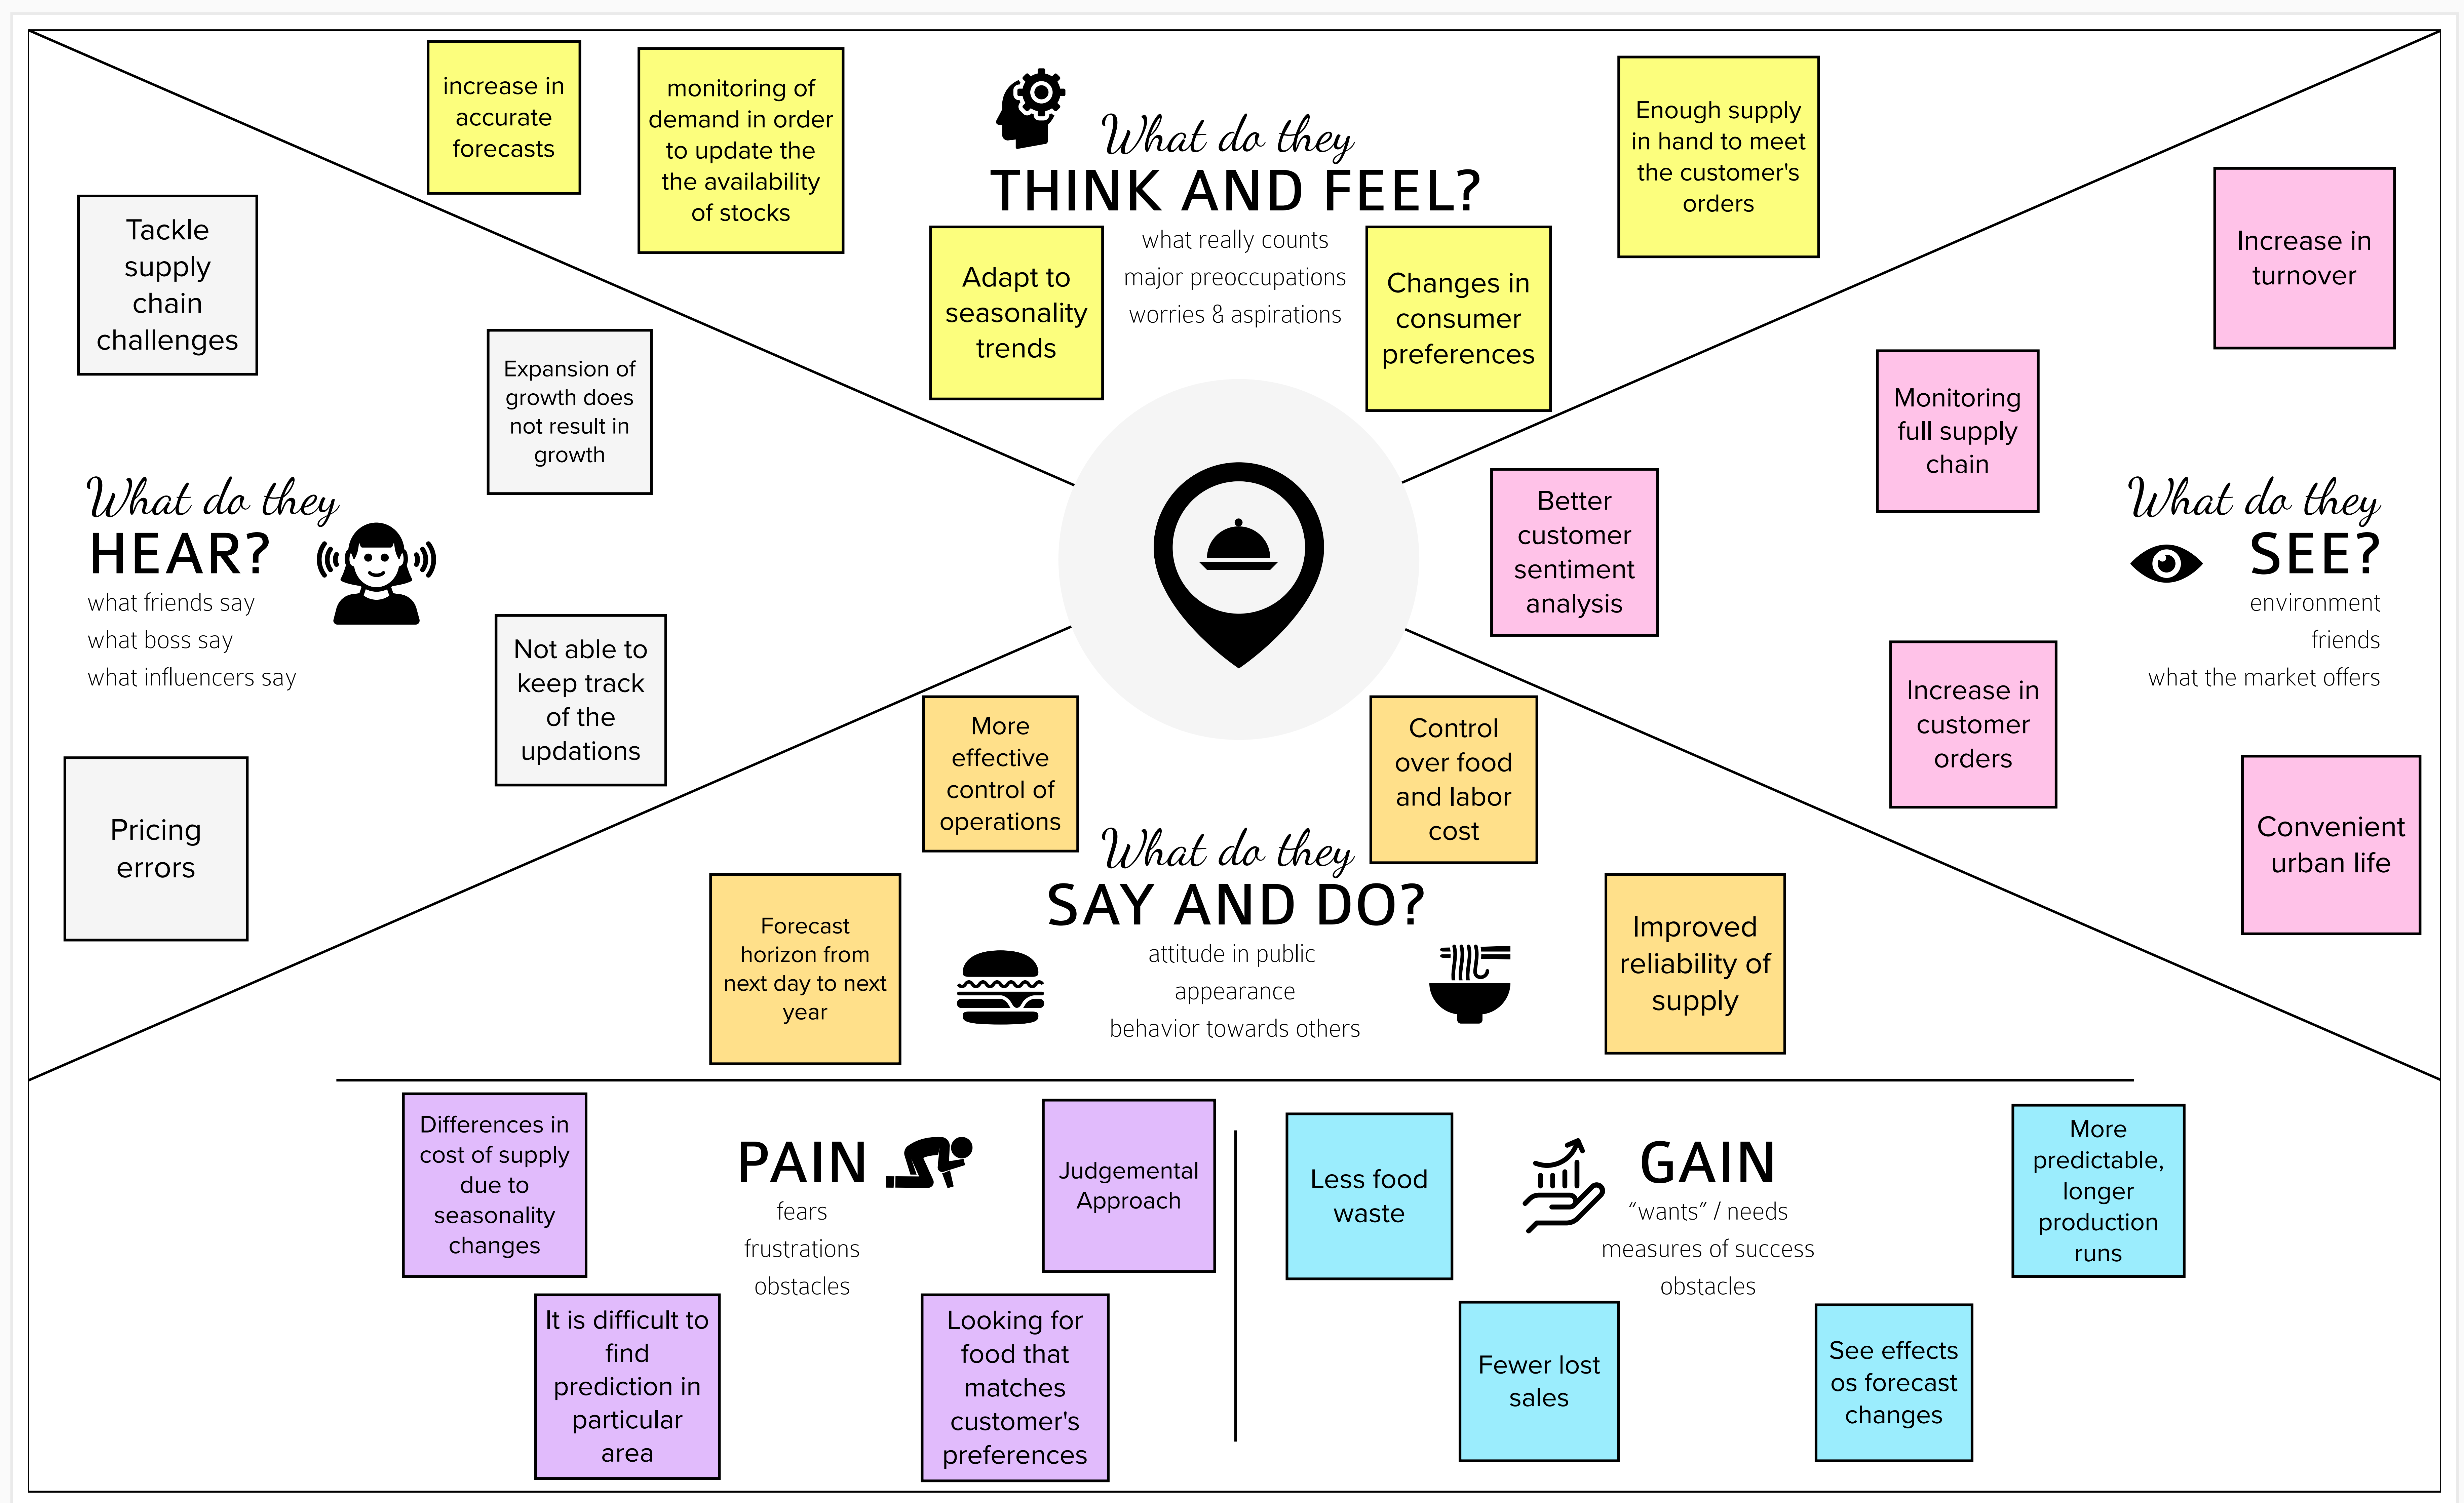 increase in
accurate
forecasts
monitoring of
demand in order
to update the
the availability
of stocks
What do they
THINK AND FEEL?
what really counts
major preoccupations
worries & aspirations
Adapt to
seasonality
trends
Changes in
consumer
preferences
Enough supply
in hand to meet
the customer's
orders
Tackle
supply
chain
challenges
Expansion of
growth does
not result in
growth
What do they
HEAR?
what friends say
what boss say
what influencers say
Not able to
keep track
of the
updations
Pricing
errors
Increase in
turnover
Monitoring
full supply
chain
Better
customer
sentiment
analysis
What do they
SEE?
environment
friends
what the market offers
Increase in
customer
orders
Convenient
urban life
More
effective
control of
operations
Control
over food
and labor
cost
What do they
SAY AND DO?
attitude in public
appearance
behavior towards others
Forecast
horizon from
next day to next
year
Improved
reliability of
supply
Differences in
cost of supply
due to
seasonality
changes
PAIN
fears
frustrations
obstacles
Judgemental
Approach
It is difficult to
find
prediction in
particular
area
Looking for
food that
matches
customer's
preferences
Less food
waste
GAIN
“wants” / needs
measures of success
obstacles
More
predictable,
longer
production
runs
Fewer lost
sales
See effects
os forecast
changes